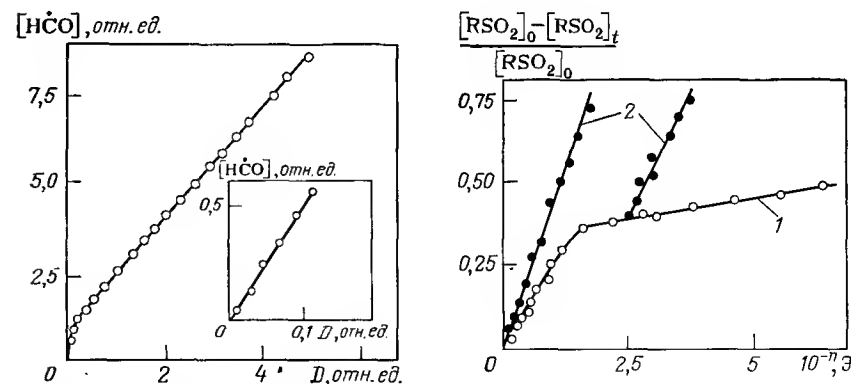 [HĊO], отн. ед.
7,5
5,0
2,5
0
2
4
D, отн. ед.
[HĊO], отн. ед.
0,5
0
0,1 D, отн. ед.
[RSO₂]₀–[RSO₂]ₜ
[RSO₂]₀
0,75
0,50
0,25
0
2,5
5
10⁻ⁿ, Э
2
1